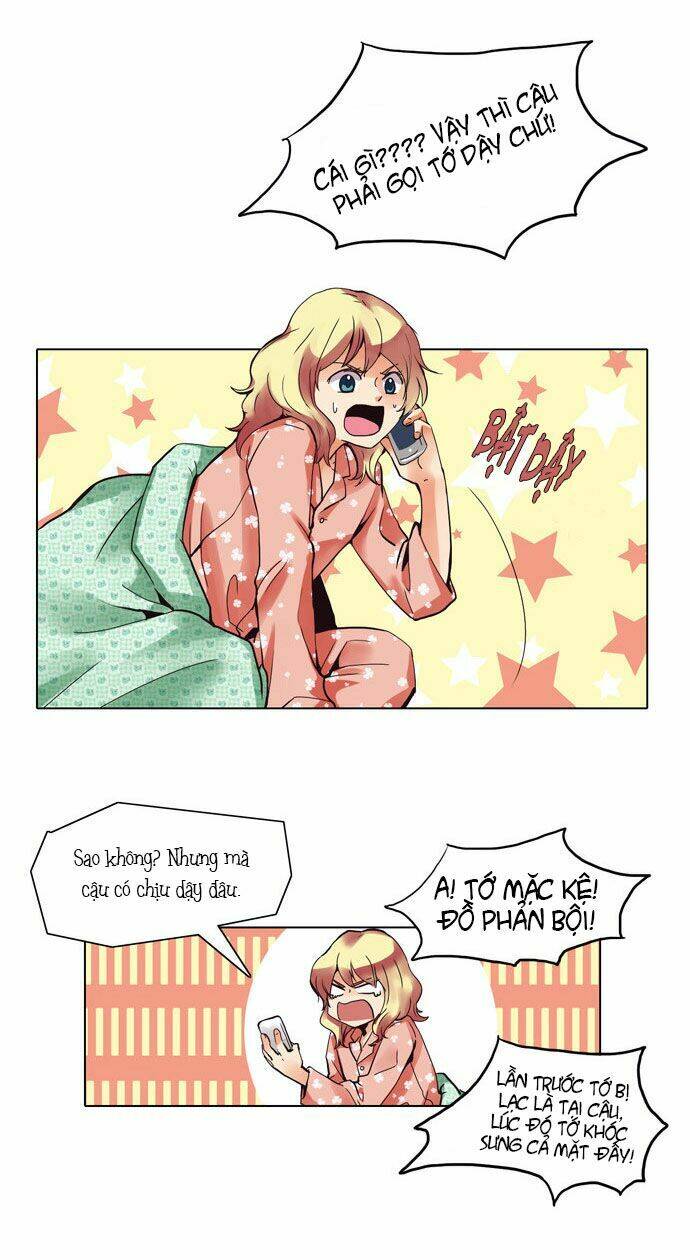 CÁI GÌ???? VẬY THÌ CẬU
PHẢI GỌI TỚ DẬY CHỨ!
BẬT DẬY
Sao không? Nhưng mà
cậu có chịu dậy đâu.
A! TỚ MẶC KỆ!
ĐỒ PHẢN BỘI!
LẦN TRƯỚC TỚ BỊ
LẠC LÀ TẠI CẬU,
LÚC ĐÓ TỚ KHÓC
SƯNG CẢ MẶT ĐẤY!